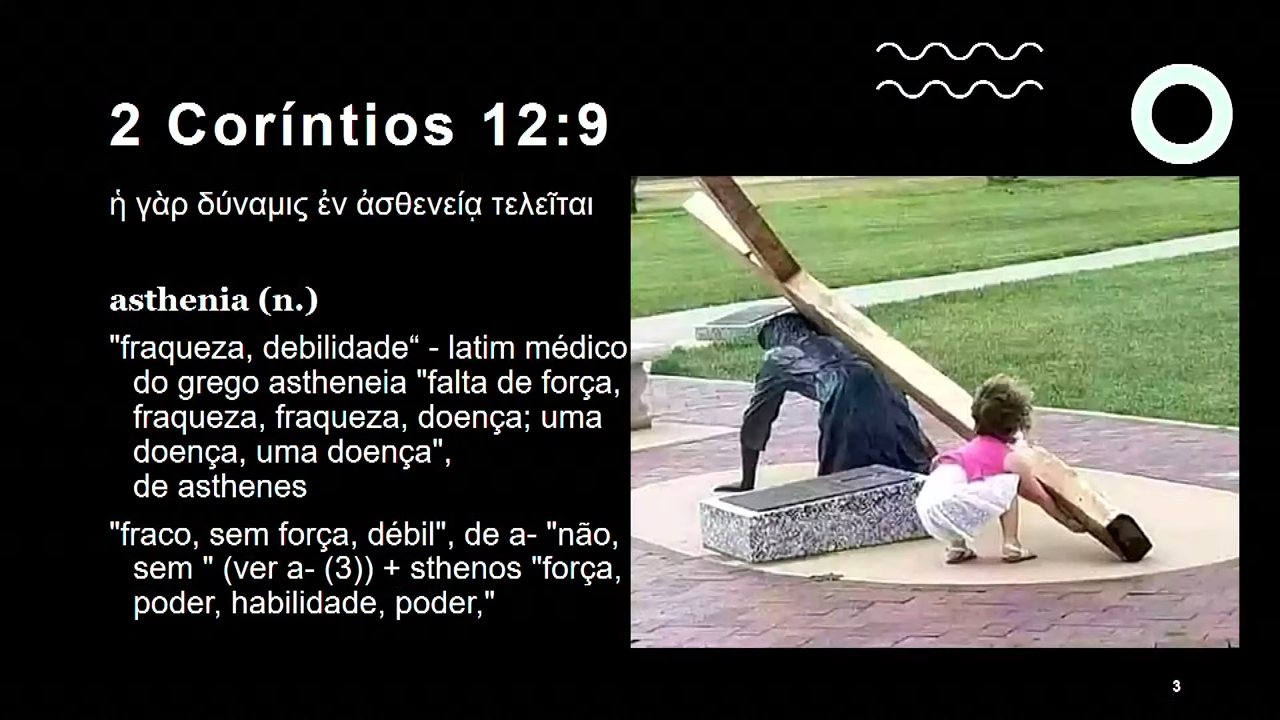 2 Coríntios 12:9
ἡ γὰρ δύναμις ἐν ἀσθενείᾳ τελεῖται
asthenia (n.)
"fraqueza, debilidade“ - latim médico
do grego astheneia "falta de força,
fraqueza, fraqueza, doença; uma
doença, uma doença",
de asthenes
"fraco, sem força, débil", de a- "não,
sem " (ver a- (3)) + sthenos "força,
poder, habilidade, poder,"
3